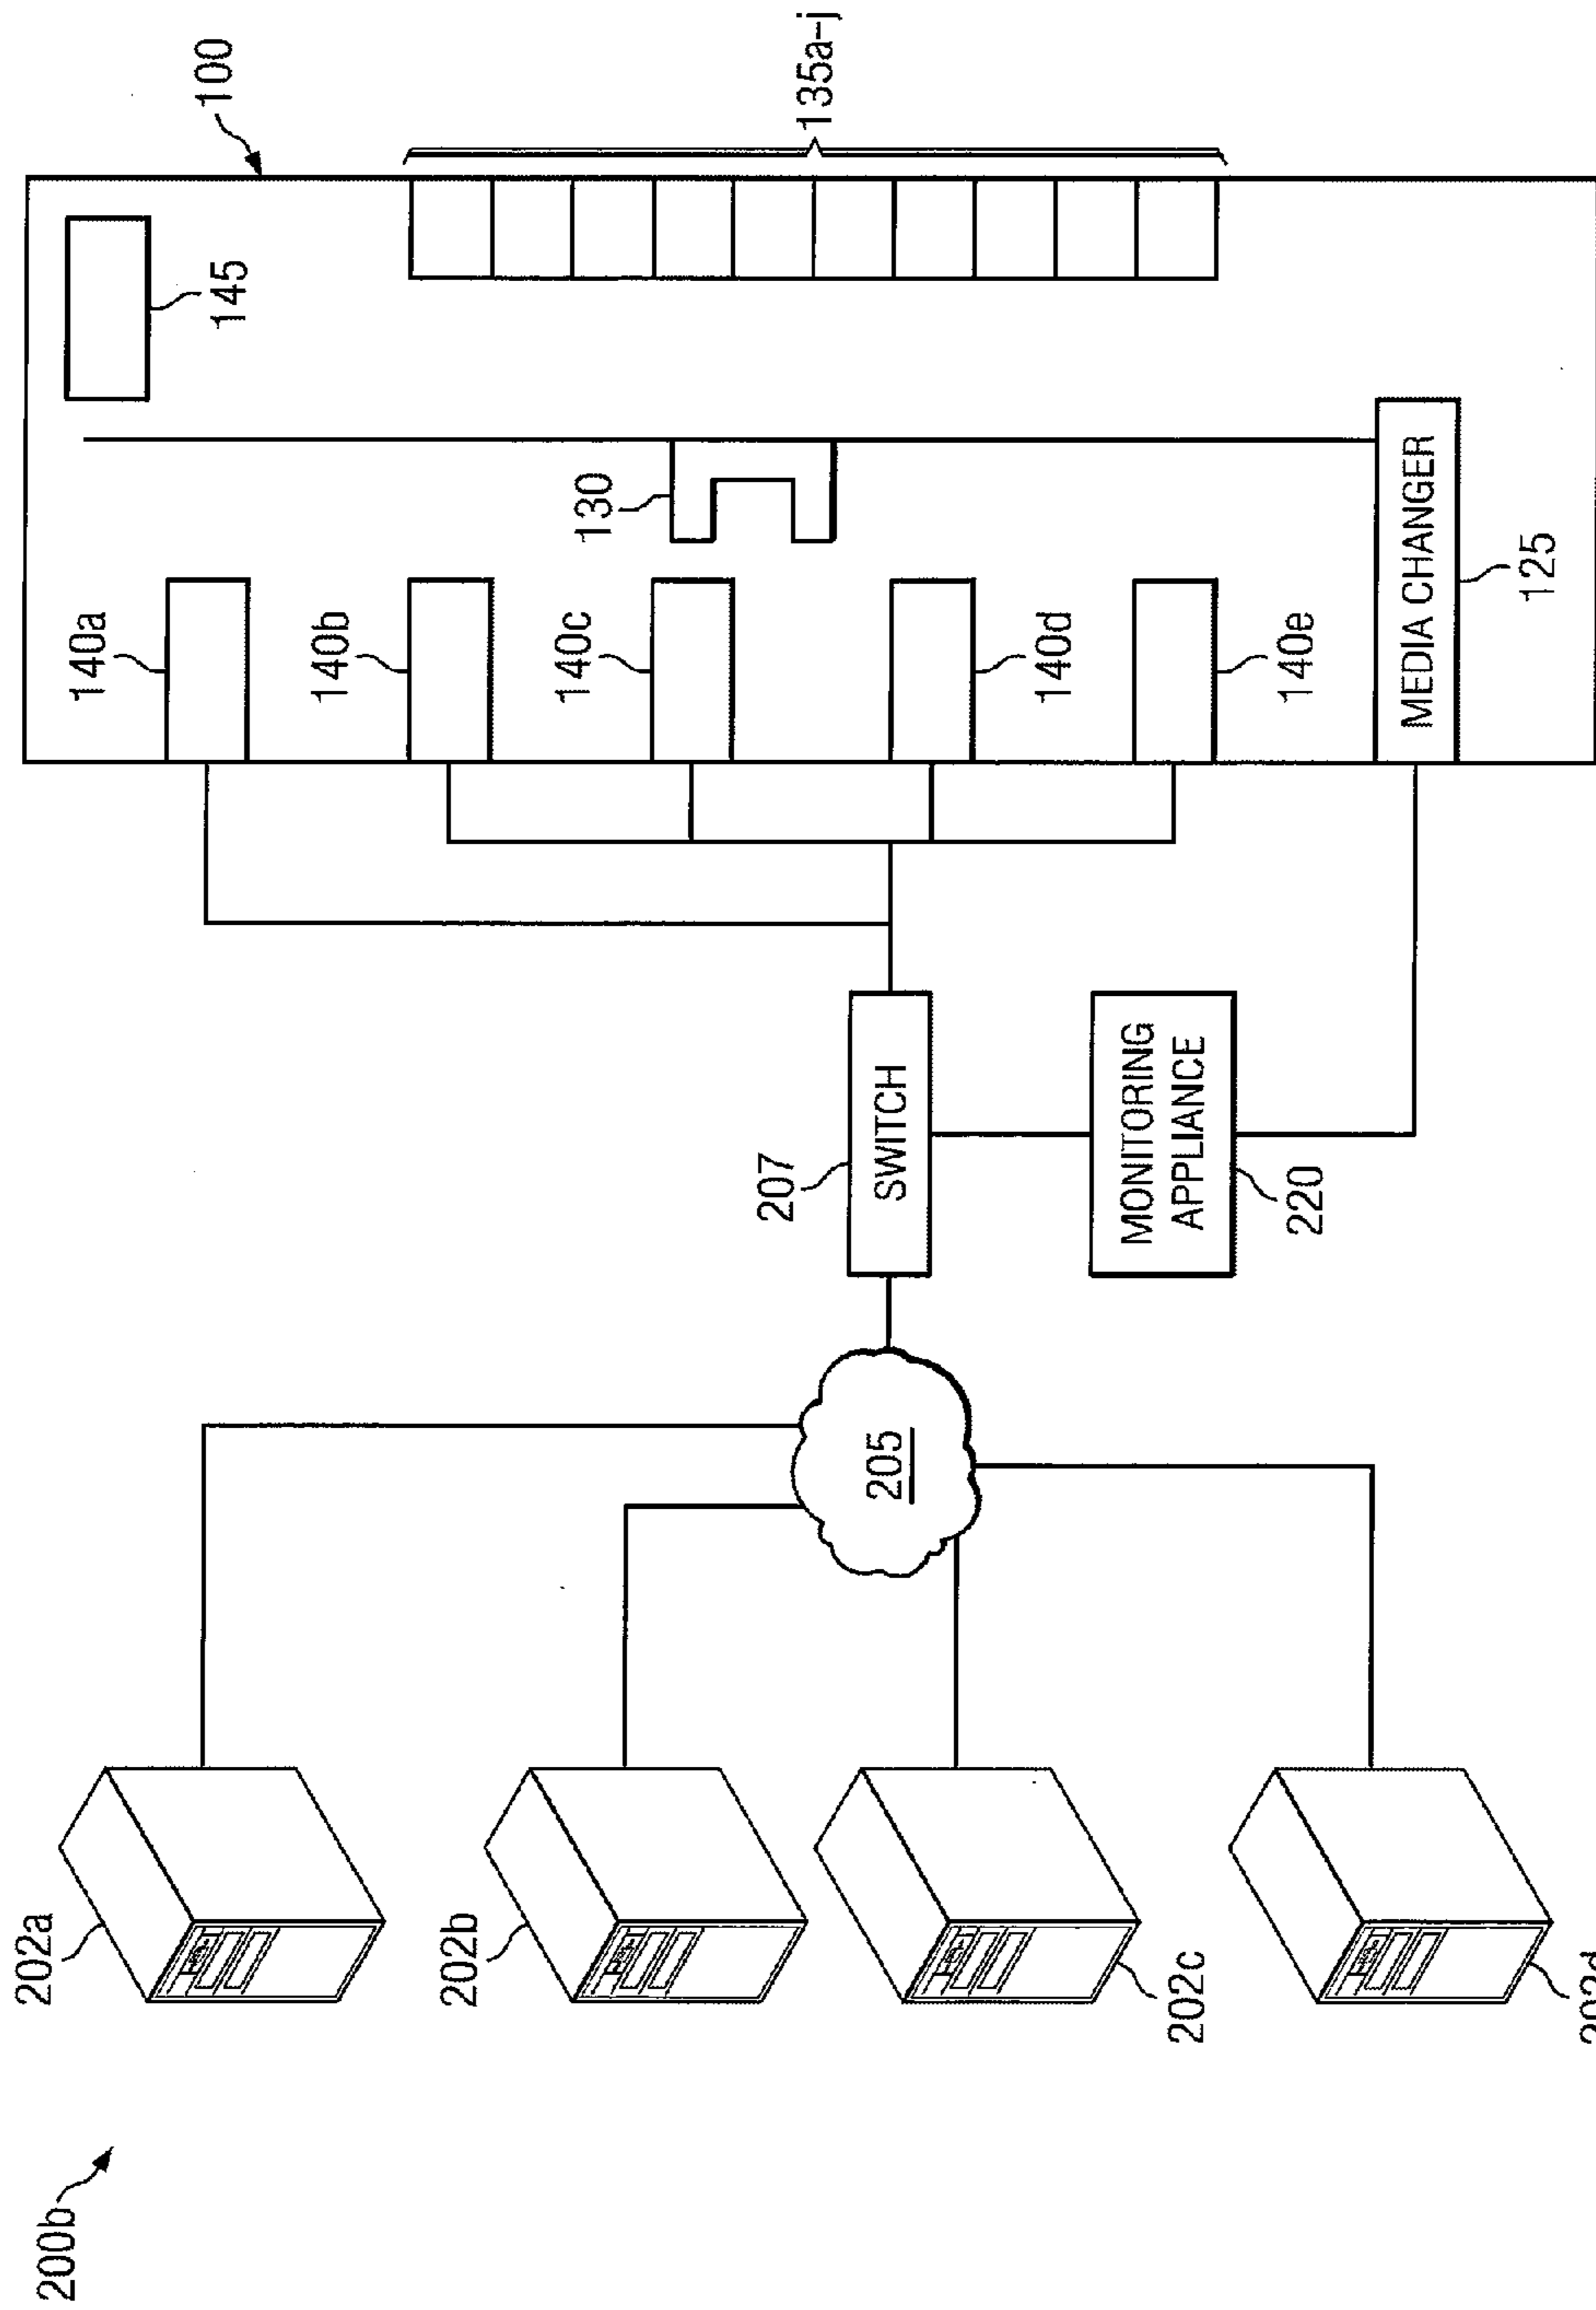 200b
202a
202b
202c
202d
205
207
SWITCH
MONITORING
APPLIANCE
220
100
140a
140b
140c
140d
140e
130
145
135a-j
MEDIA CHANGER
125